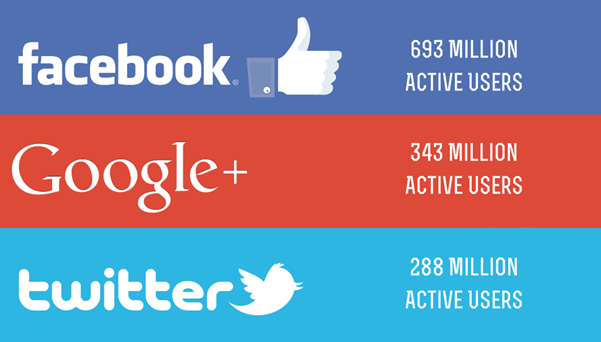 facebook®
693 MILLION
ACTIVE USERS
Google+
343 MILLION
ACTIVE USERS
twitter
288 MILLION
ACTIVE USERS